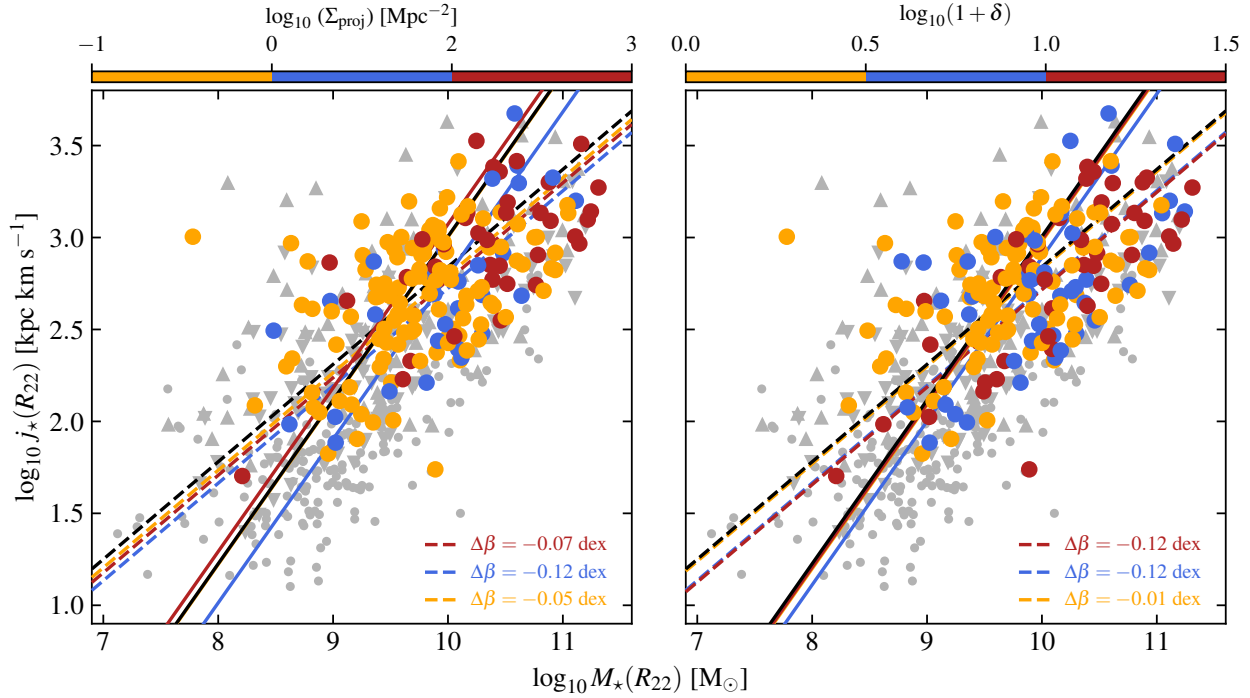 log₁₀ (Σproj) [Mpc⁻²] log₁₀(1+δ)
−1 0 2 3 0.0 0.5 1.0 1.5
3.5
3.0
2.5
2.0
1.5
1.0
log₁₀ j⋆(R₂₂) [kpc km s⁻¹]
Δβ = −0.07 dex Δβ = −0.12 dex
Δβ = −0.12 dex Δβ = −0.12 dex
Δβ = −0.05 dex Δβ = −0.01 dex
7 8 9 10 11 7 8 9 10 11
log₁₀ M⋆(R₂₂) [M⊙]